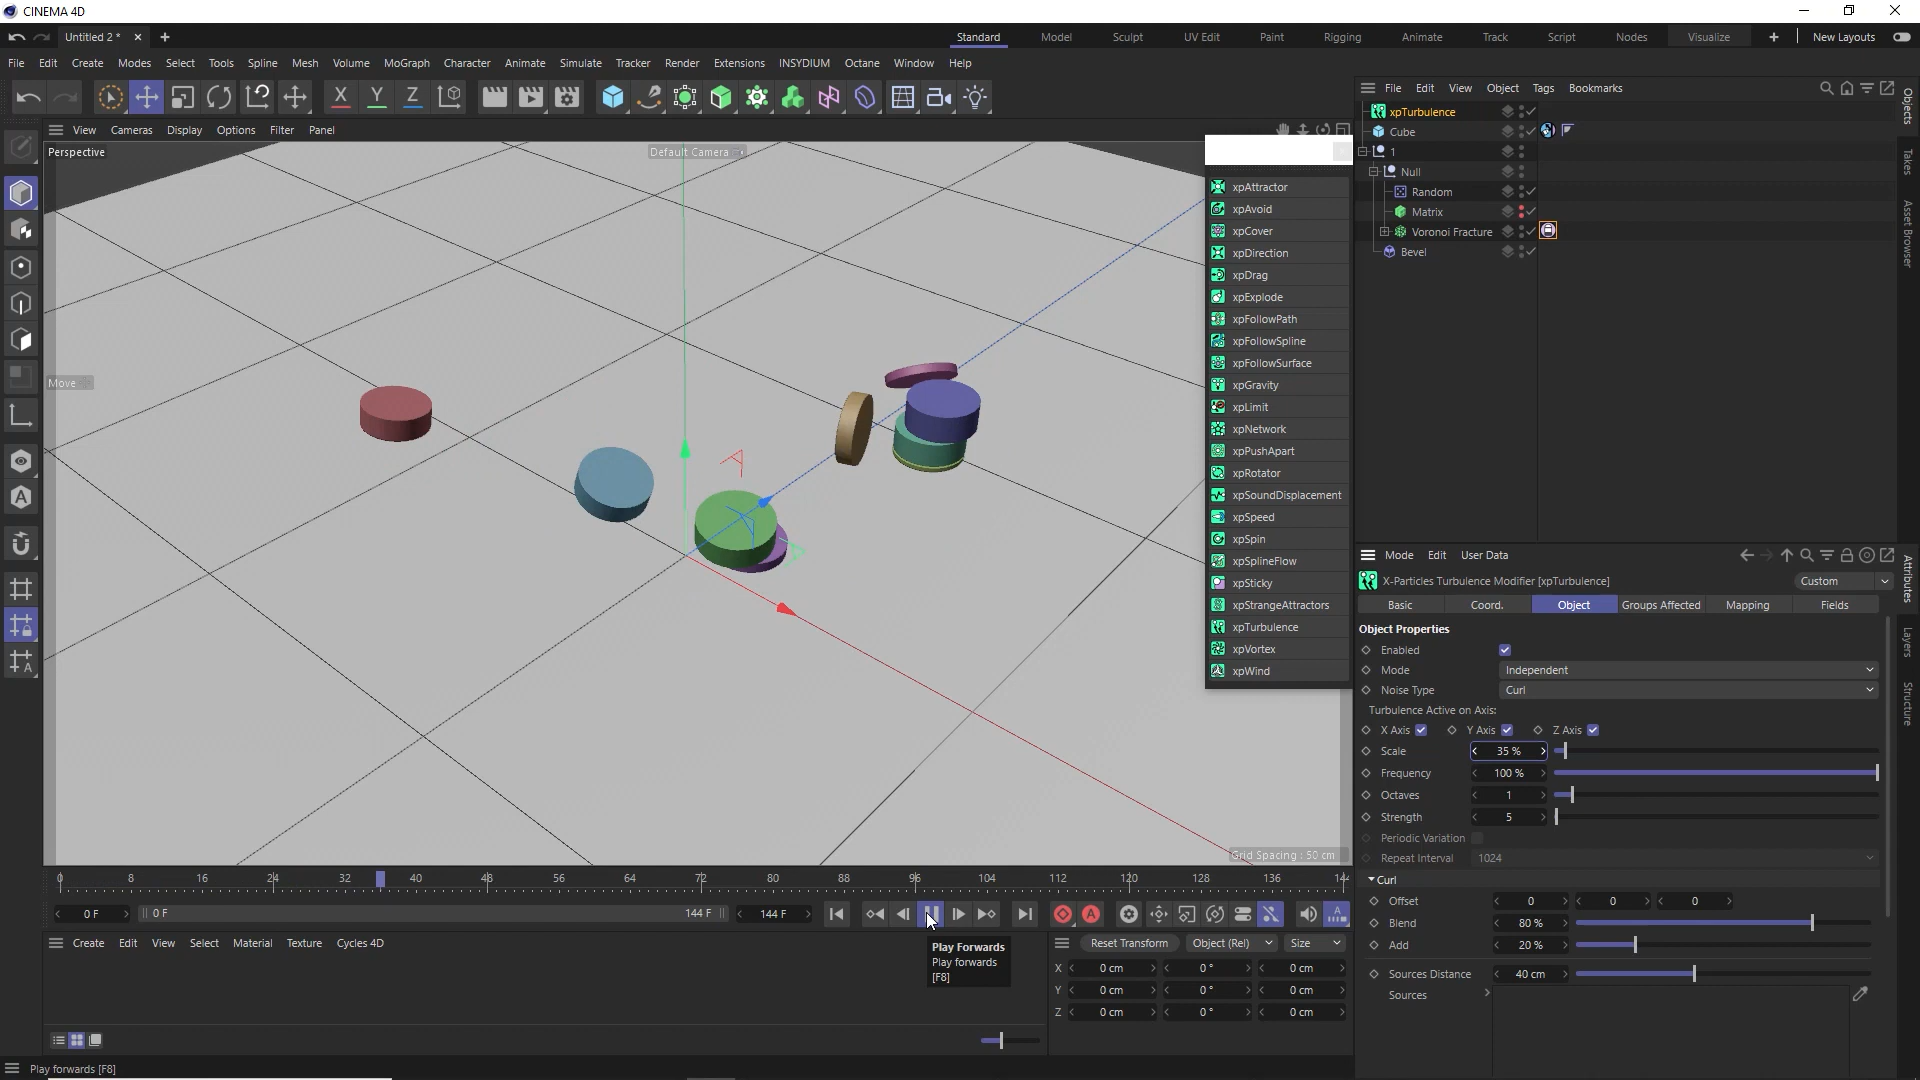 CINEMA 4D
Untitled 2 *
Standard Model Sculpt UV Edit Paint Rigging Animate Track Script Nodes Visualize New Layouts
File Edit Create Modes Select Tools Spline Mesh Volume MoGraph Character Animate Simulate Tracker Render Extensions INSYDIUM Octane Window Help
X Y Z
File Edit View Object Tags Bookmarks
View Cameras Display Options Filter Panel
Perspective
Default Camera
Move
Grid Spacing : 50 cm
xpAttractor
xpAvoid
xpCover
xpDirection
xpDrag
xpExplode
xpFollowPath
xpFollowSpline
xpFollowSurface
xpGravity
xpLimit
xpNetwork
xpPushApart
xpRotator
xpSoundDisplacement
xpSpeed
xpSpin
xpSplineFlow
xpSticky
xpStrangeAttractors
xpTurbulence
xpVortex
xpWind
xpTurbulence
Cube
1
Null
Random
Matrix
Voronoi Fracture
Bevel
Objects
Takes
Asset Browser
Attributes
Layers
Structure
Mode Edit User Data
X-Particles Turbulence Modifier [xpTurbulence]
Custom
Basic Coord. Object Groups Affected Mapping Fields
Object Properties
Enabled
Mode Independent
Noise Type Curl
Turbulence Active on Axis:
X Axis Y Axis Z Axis
Scale 35 %
Frequency 100 %
Octaves 1
Strength 5
Periodic Variation
Repeat Interval 1024
Curl
Offset 0 0 0
Blend 80 %
Add 20 %
Sources Distance 40 cm
Sources
0 8 16 24 32 40 48 56 64 72 80 88 96 104 112 120 128 136 144
0 F 0 F 144 F 144 F
Play Forwards
Play forwards
[F8]
Create Edit View Select Material Texture Cycles 4D
Reset Transform Object (Rel) Size
X 0 cm 0 ° 0 cm
Y 0 cm 0 ° 0 cm
Z 0 cm 0 ° 0 cm
Play forwards [F8]